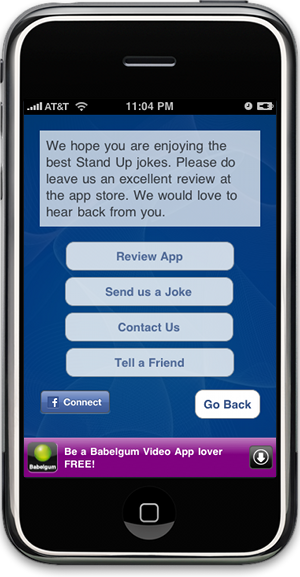 AT&T 11:04 PM
We hope you are enjoying the
best Stand Up jokes. Please do
leave us an excellent review at
the app store. We would love to
hear back from you.
Review App
Send us a Joke
Contact Us
Tell a Friend
f Connect
Go Back
Be a Babelgum Video App lover
FREE!
Babelgum